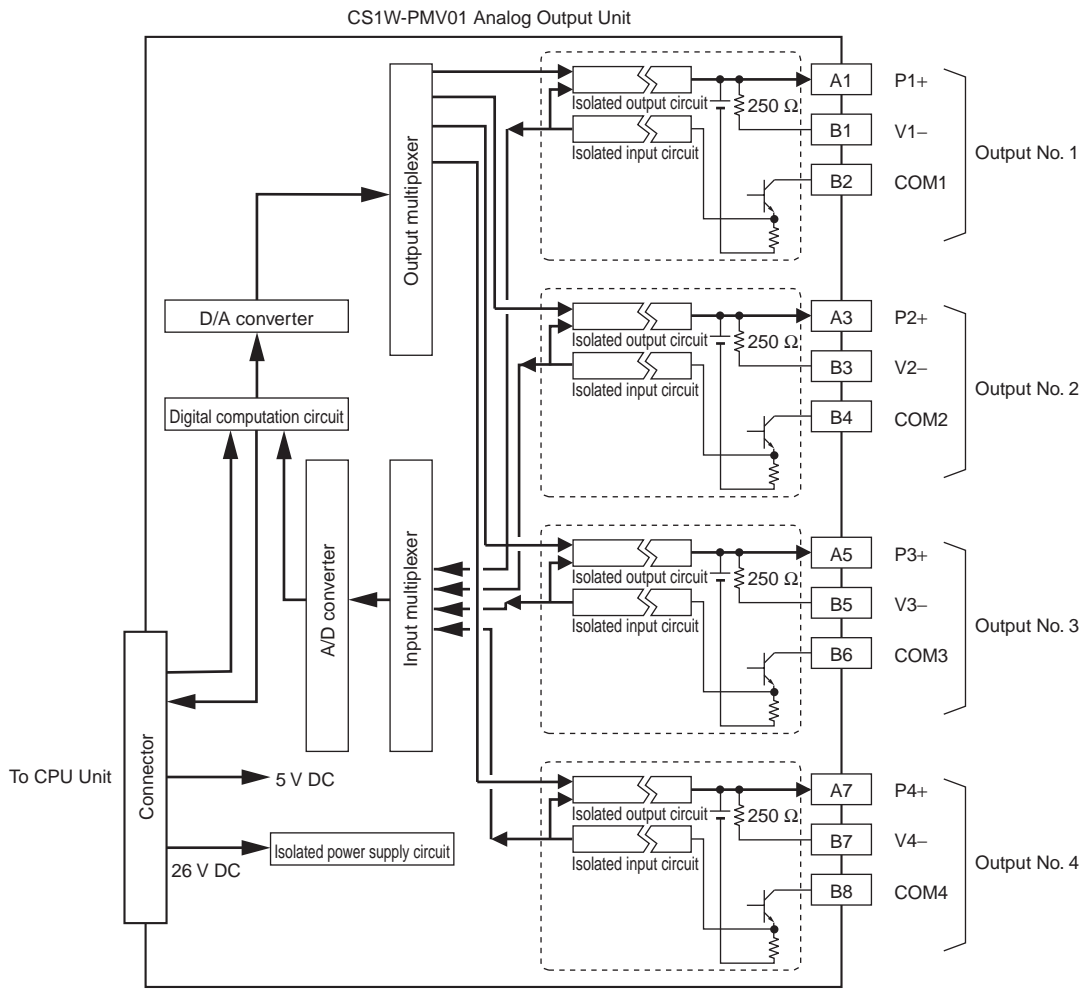 CS1W-PMV01 Analog Output Unit
Output multiplexer
Isolated output circuit
250 Ω
Isolated input circuit
A1
P1+
B1
V1−
B2
COM1
Output No. 1
D/A converter
Isolated output circuit
250 Ω
Isolated input circuit
A3
P2+
B3
V2−
B4
COM2
Output No. 2
Digital computation circuit
A/D converter
Input multiplexer
Isolated output circuit
250 Ω
Isolated input circuit
A5
P3+
B5
V3−
B6
COM3
Output No. 3
To CPU Unit
Connector
5 V DC
26 V DC
Isolated power supply circuit
Isolated output circuit
250 Ω
Isolated input circuit
A7
P4+
B7
V4−
B8
COM4
Output No. 4